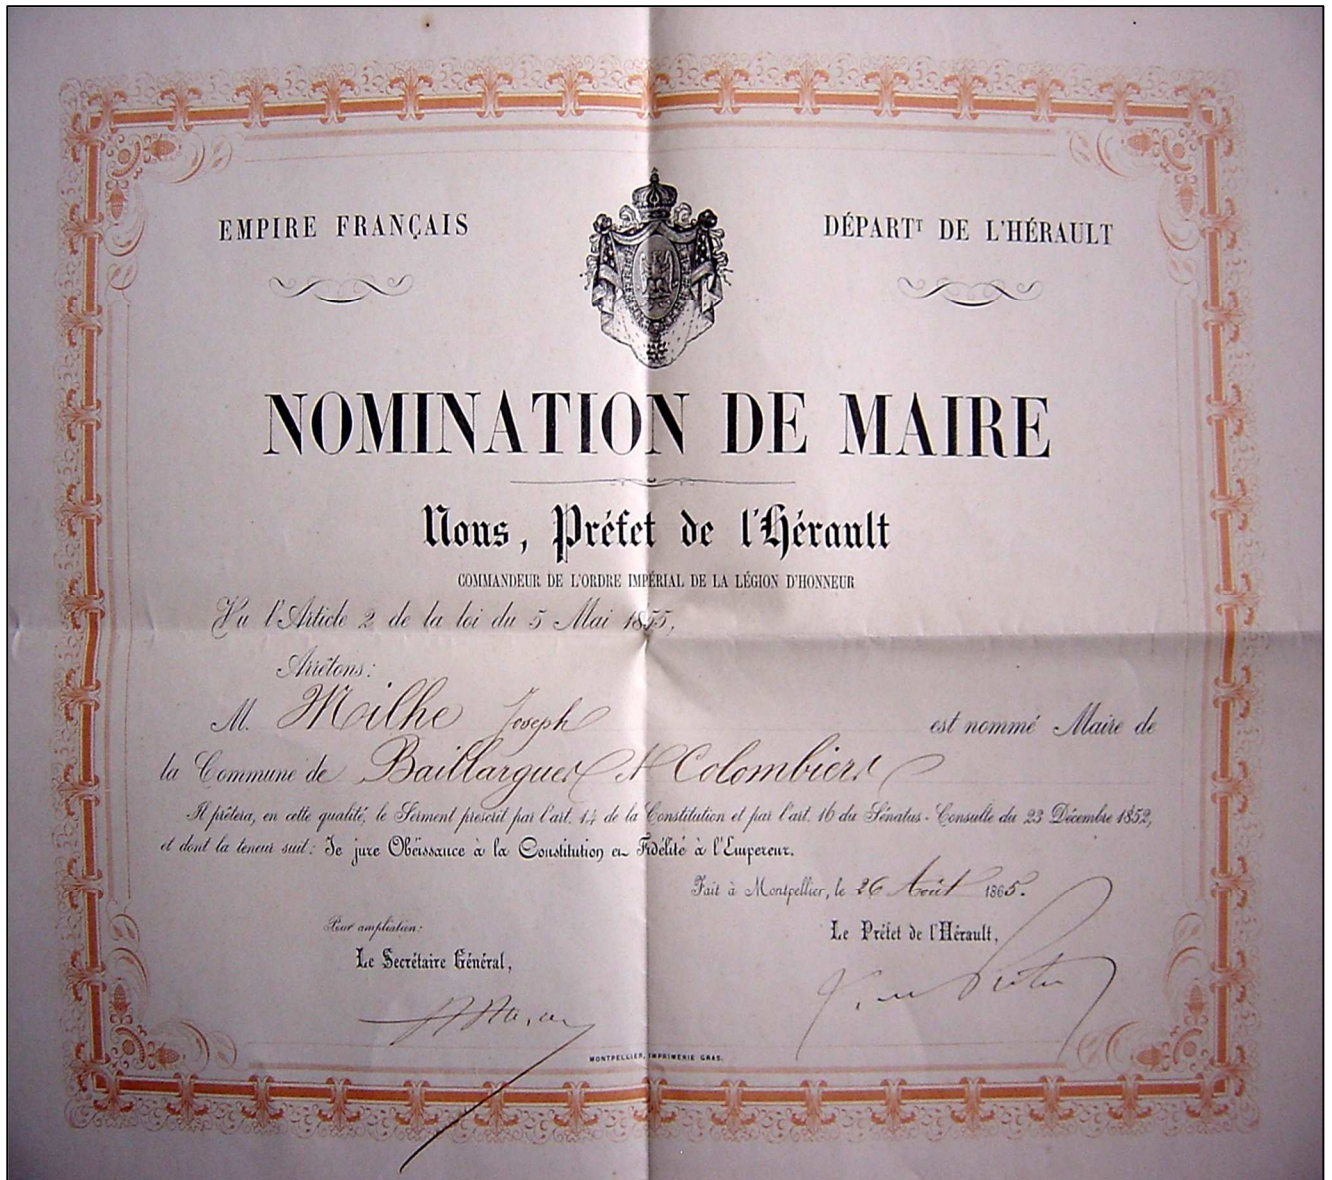 EMPIRE FRANÇAIS
DÉPARTT DE L'HÉRAULT
NOMINATION DE MAIRE
Nous, Préfet de l'Hérault
COMMANDEUR DE L'ORDRE IMPÉRIAL DE LA LÉGION D'HONNEUR
Vu l'Article 2 de la loi du 5 Mai 1855,
Arrêtons:
M. Milhe Joseph est nommé Maire de
la Commune de Baillargues et Colombiers
Il prêtera, en cette qualité, le Serment prescrit par l'art. 14 de la Constitution et par l'art. 16 du Sénatus-Consulte du 23 Décembre 1852,
et dont la teneur suit: Je jure Obéissance à la Constitution et Fidélité à l'Empereur.
Fait à Montpellier, le 26 Août 1865.
Pour ampliation:
Le Secrétaire Général,
Le Préfet de l'Hérault,
MONTPELLIER, IMPRIMERIE GRAS.